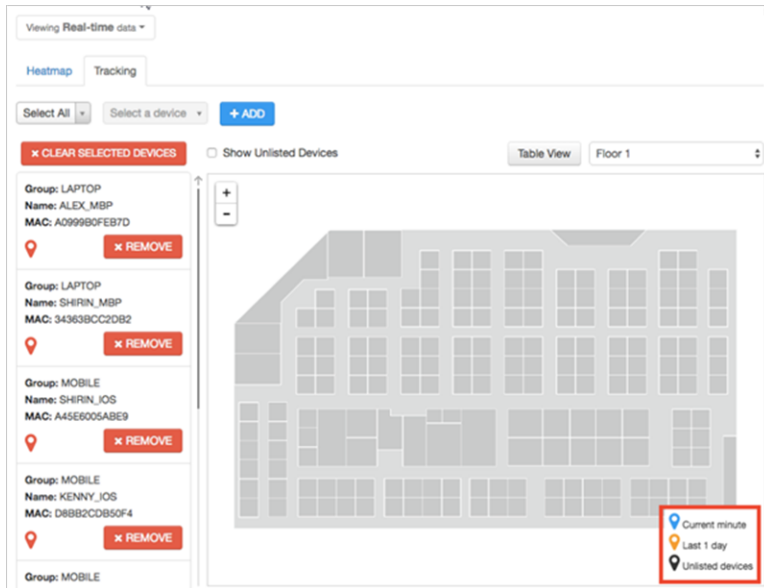 Viewing Real-time data
Heatmap
Tracking
Select All
Select a device
+ ADD
× CLEAR SELECTED DEVICES
Show Unlisted Devices
Table View
Floor 1
Group: LAPTOP
Name: ALEX_MBP
MAC: A0999B0FEB7D
× REMOVE
Group: LAPTOP
Name: SHIRIN_MBP
MAC: 34363BCC2DB2
× REMOVE
Group: MOBILE
Name: SHIRIN_IOS
MAC: A45E6005ABE9
× REMOVE
Group: MOBILE
Name: KENNY_IOS
MAC: D8BB2CDB50F4
× REMOVE
Group: MOBILE
+
-
Current minute
Last 1 day
Unlisted devices